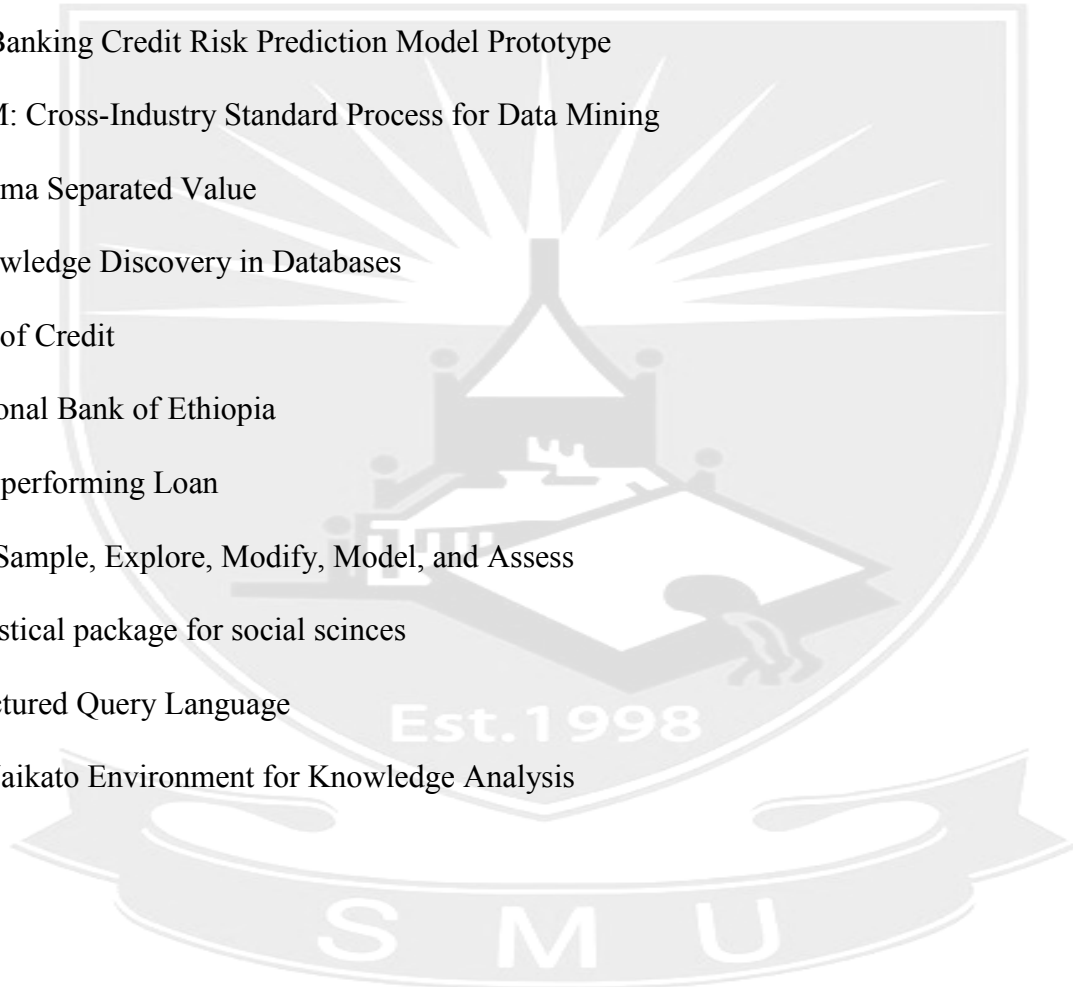 Banking Credit Risk Prediction Model Prototype
M: Cross-Industry Standard Process for Data Mining
ma Separated Value
wledge Discovery in Databases
of Credit
onal Bank of Ethiopia
performing Loan
Sample, Explore, Modify, Model, and Assess
stical package for social scinces
ctured Query Language
aikato Environment for Knowledge Analysis
Est.1998
S M U